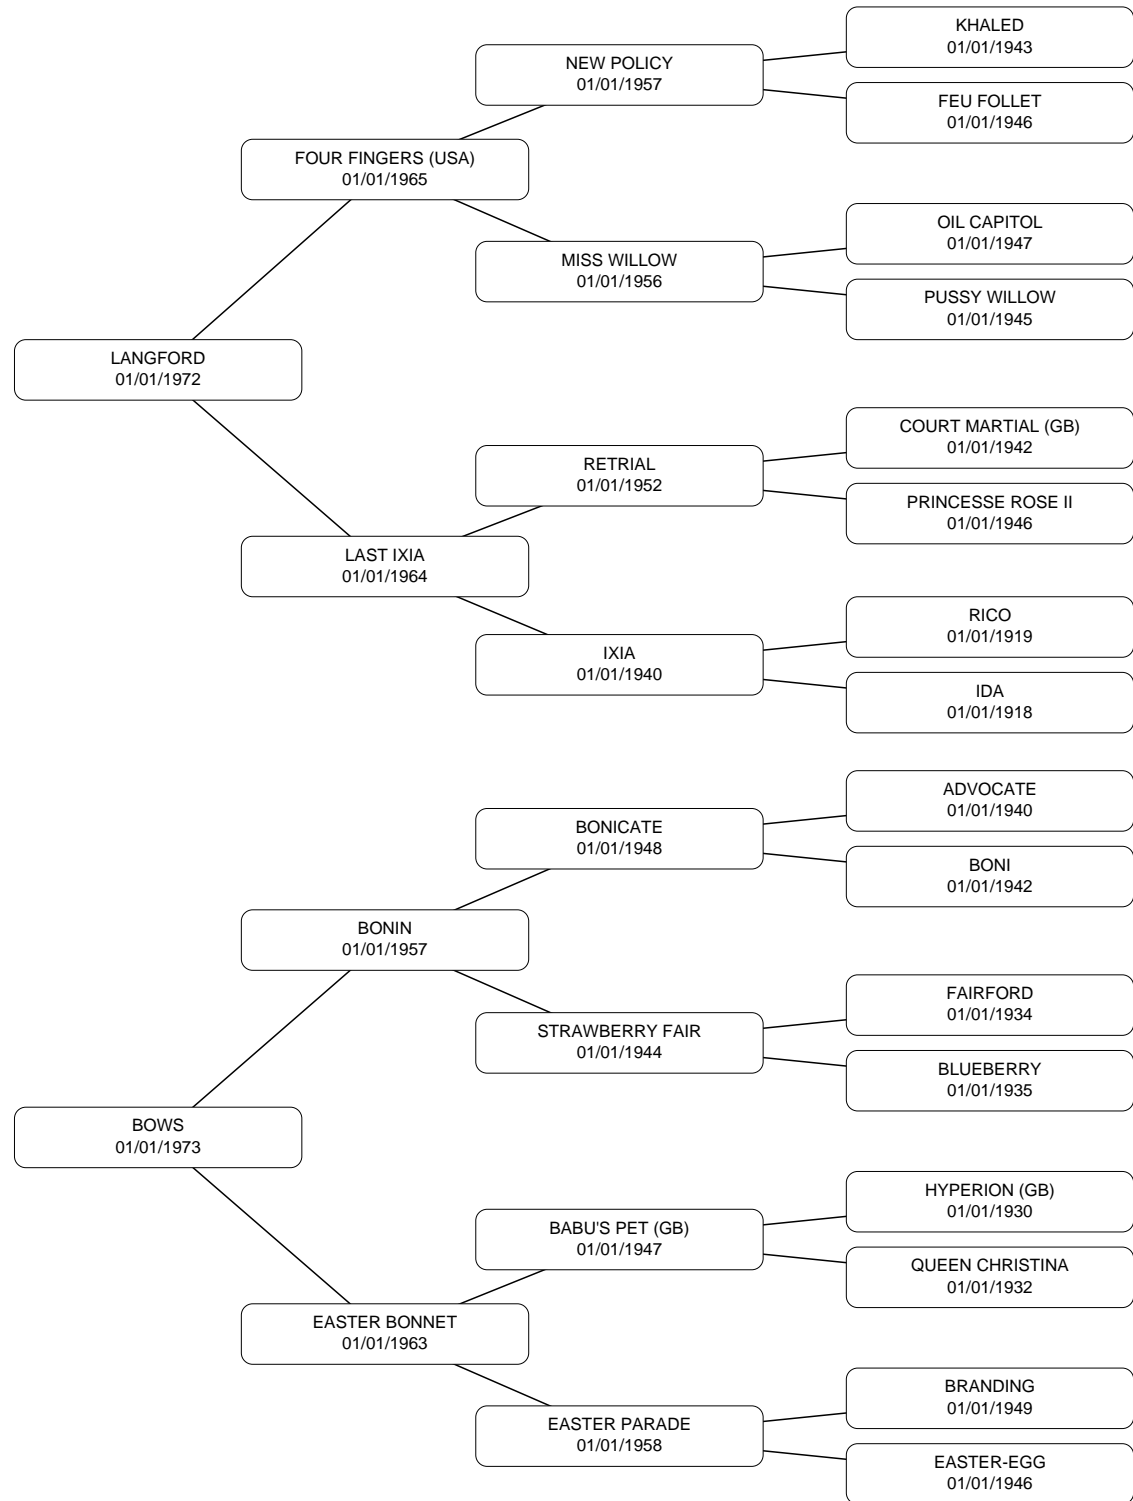 KHALED
01/01/1943
NEW POLICY
01/01/1957
FEU FOLLET
01/01/1946
FOUR FINGERS (USA)
01/01/1965
OIL CAPITOL
01/01/1947
MISS WILLOW
01/01/1956
PUSSY WILLOW
01/01/1945
LANGFORD
01/01/1972
COURT MARTIAL (GB)
01/01/1942
RETRIAL
01/01/1952
PRINCESSE ROSE II
01/01/1946
LAST IXIA
01/01/1964
RICO
01/01/1919
IXIA
01/01/1940
IDA
01/01/1918
ADVOCATE
01/01/1940
BONICATE
01/01/1948
BONI
01/01/1942
BONIN
01/01/1957
FAIRFORD
01/01/1934
STRAWBERRY FAIR
01/01/1944
BLUEBERRY
01/01/1935
BOWS
01/01/1973
HYPERION (GB)
01/01/1930
BABU'S PET (GB)
01/01/1947
QUEEN CHRISTINA
01/01/1932
EASTER BONNET
01/01/1963
BRANDING
01/01/1949
EASTER PARADE
01/01/1958
EASTER-EGG
01/01/1946